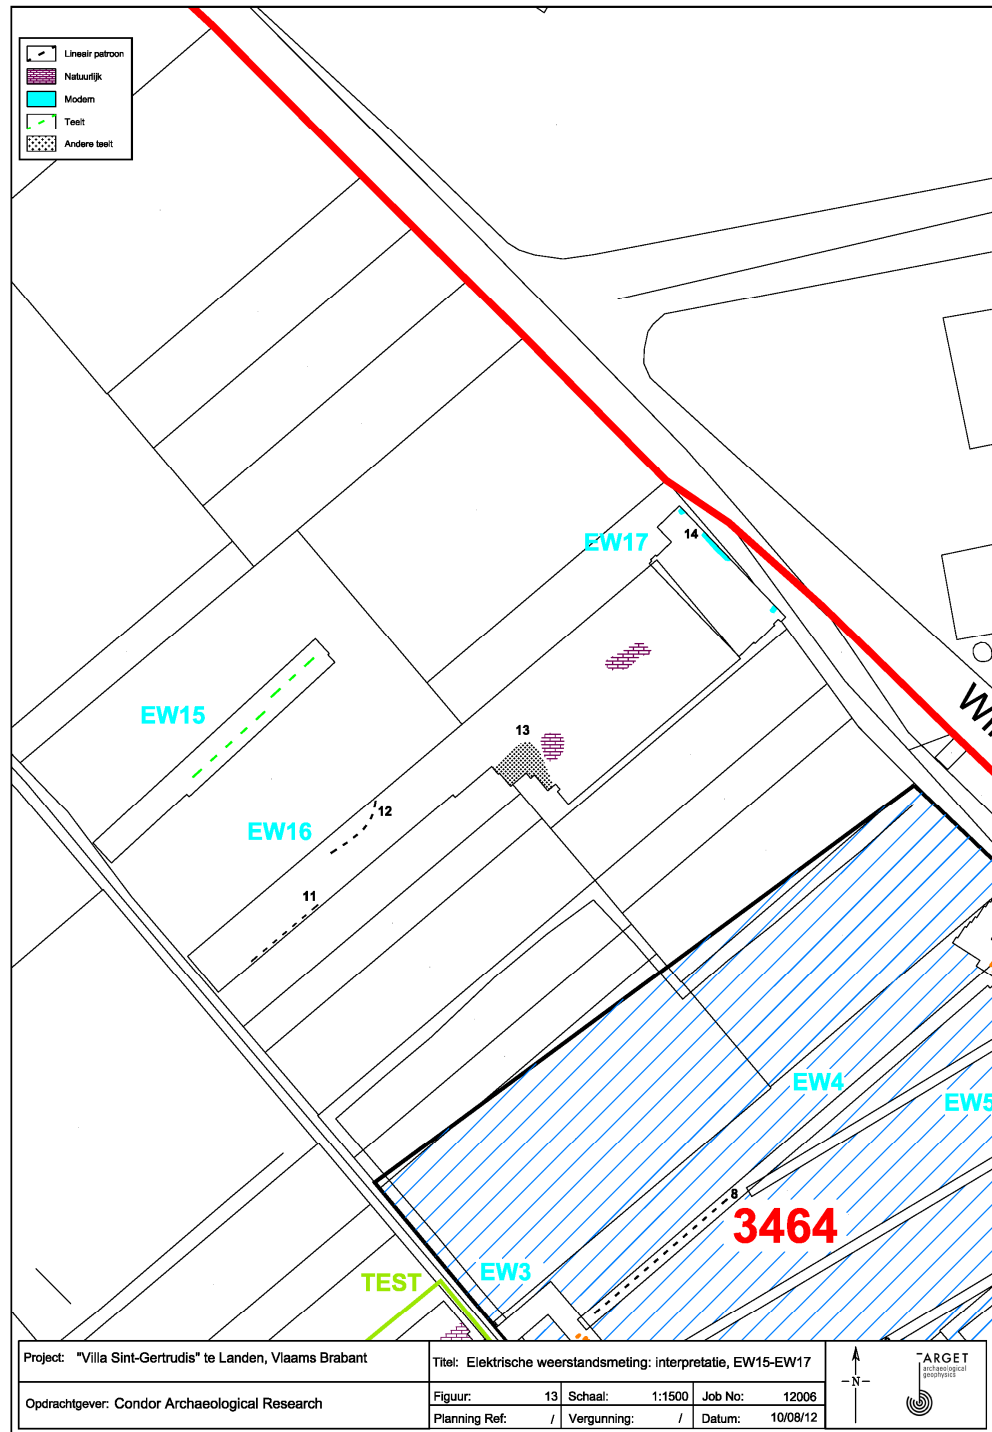 Lineair patroon
Natuurlijk
Modern
Teelt
Andere teelt
EW17
14
EW15
13
12
EW16
11
EW4
EW5
8
3464
EW3
TEST
Project: "Villa Sint-Gertrudis" te Landen, Vlaams Brabant
Opdrachtgever: Condor Archaeological Research
Titel: Elektrische weerstandsmeting: interpretatie, EW15-EW17
Figuur: 13 Schaal: 1:1500 Job No: 12006
Planning Ref: / Vergunning: / Datum: 10/08/12
N
TARGET
archaeological
geophysics